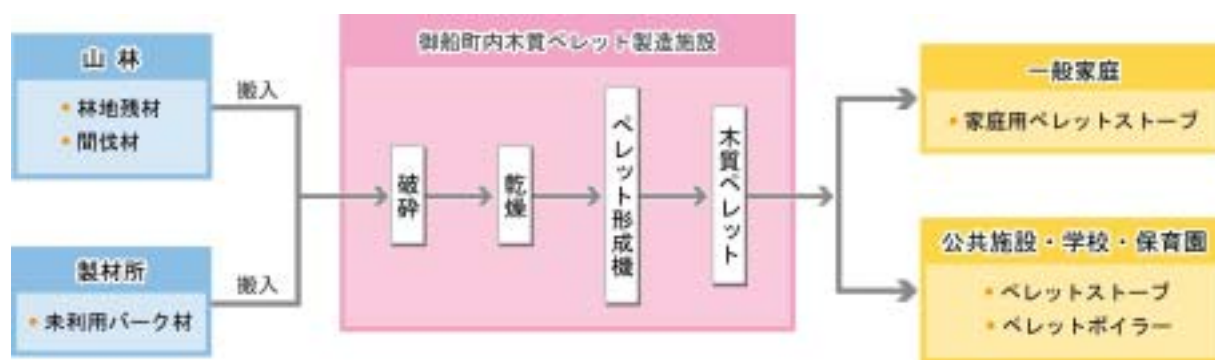 山 林
• 林地残材
• 間伐材
搬入
製材所
• 未利用バーク材
搬入
御船町内木質ペレット製造施設
破砕
乾燥
ペレット形成機
木質ペレット
一般家庭
• 家庭用ペレットストーブ
公共施設・学校・保育園
• ペレットストーブ
• ペレットボイラー